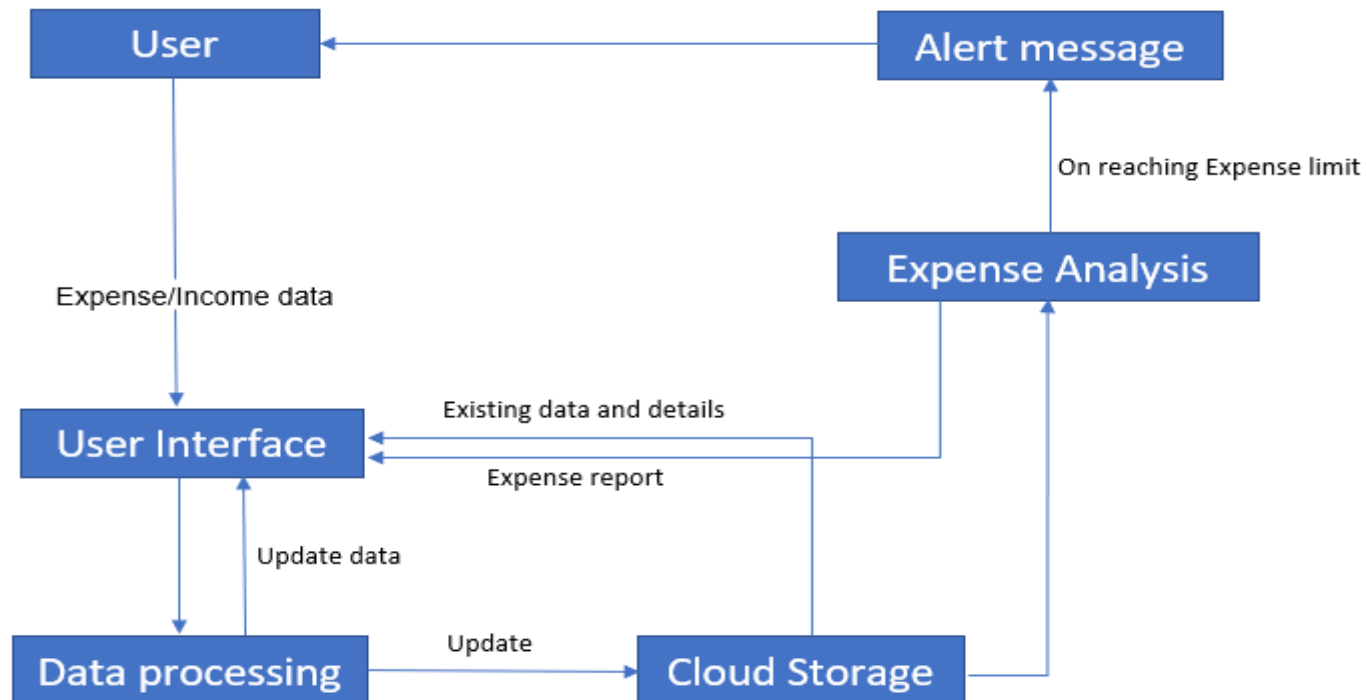 User
Alert message
On reaching Expense limit
Expense Analysis
Expense/Income data
Existing data and details
User Interface
Expense report
Update data
Update
Data processing
Cloud Storage